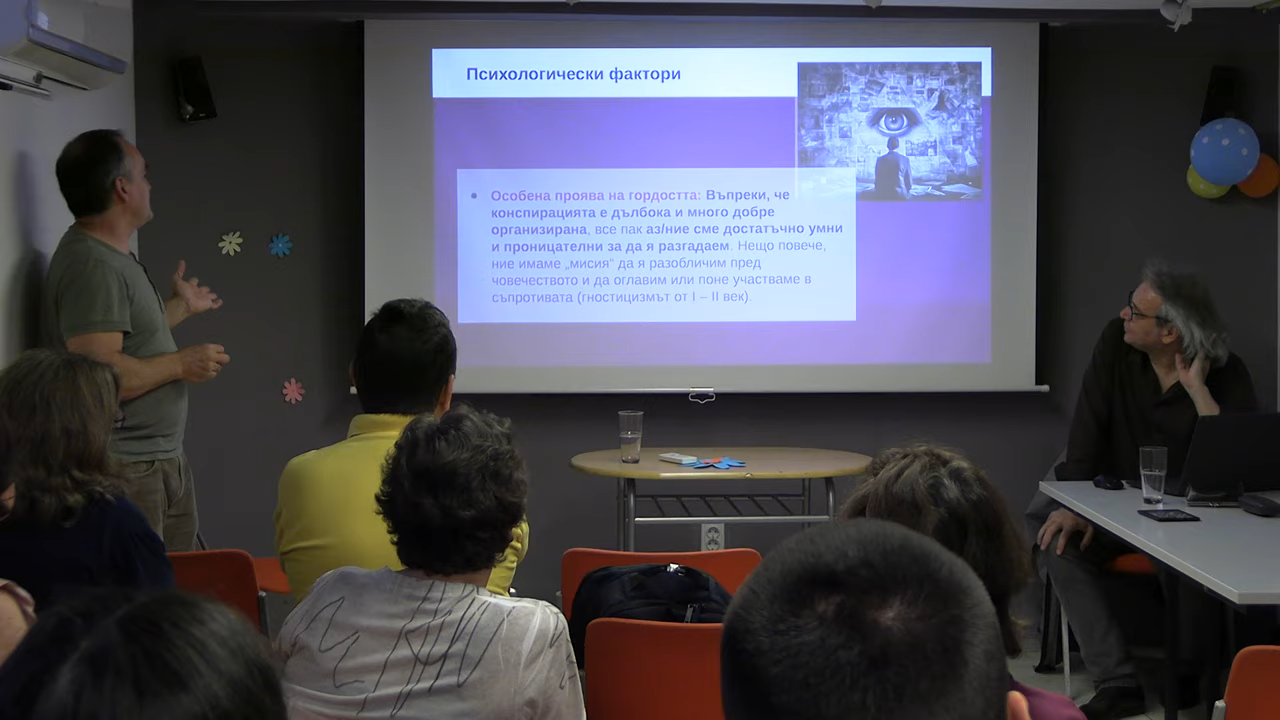 Психологически фактори
● Особена проява на гордостта: Въпреки, че
конспирацията е дълбока и много добре
организирана, все пак аз/ние сме достатъчно умни
и проницателни за да я разгадаем. Нещо повече,
ние имаме „мисия“ да я разобличим пред
човечеството и да оглавим или поне участваме в
съпротивата (гностицизмът от I – II век).